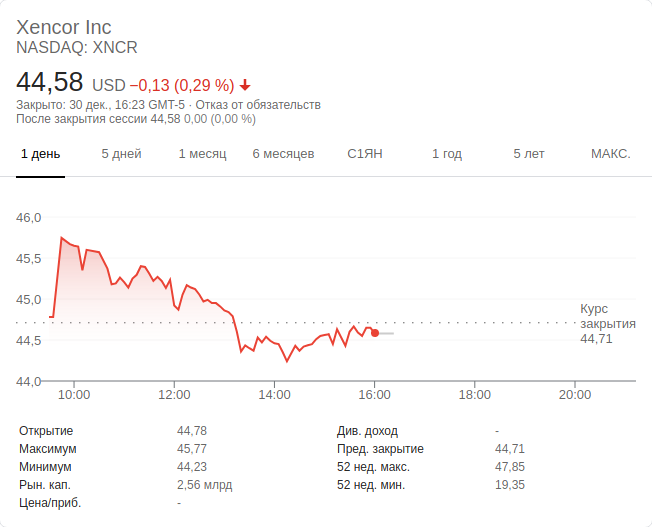 Xencor Inc
NASDAQ: XNCR
44,58 USD −0,13 (0,29 %)
Закрыто: 30 дек., 16:23 GMT-5 · Отказ от обязательств
После закрытия сессии 44,58 0,00 (0,00 %)
1 день 5 дней 1 месяц 6 месяцев С1ЯН 1 год 5 лет МАКС.
46,0
45,5
45,0
44,5
44,0
Курс
закрытия
44,71
10:00 12:00 14:00 16:00 18:00 20:00
Открытие 44,78 Див. доход -
Максимум 45,77 Пред. закрытие 44,71
Минимум 44,23 52 нед. макс. 47,85
Рын. кап. 2,56 млрд 52 нед. мин. 19,35
Цена/приб. -